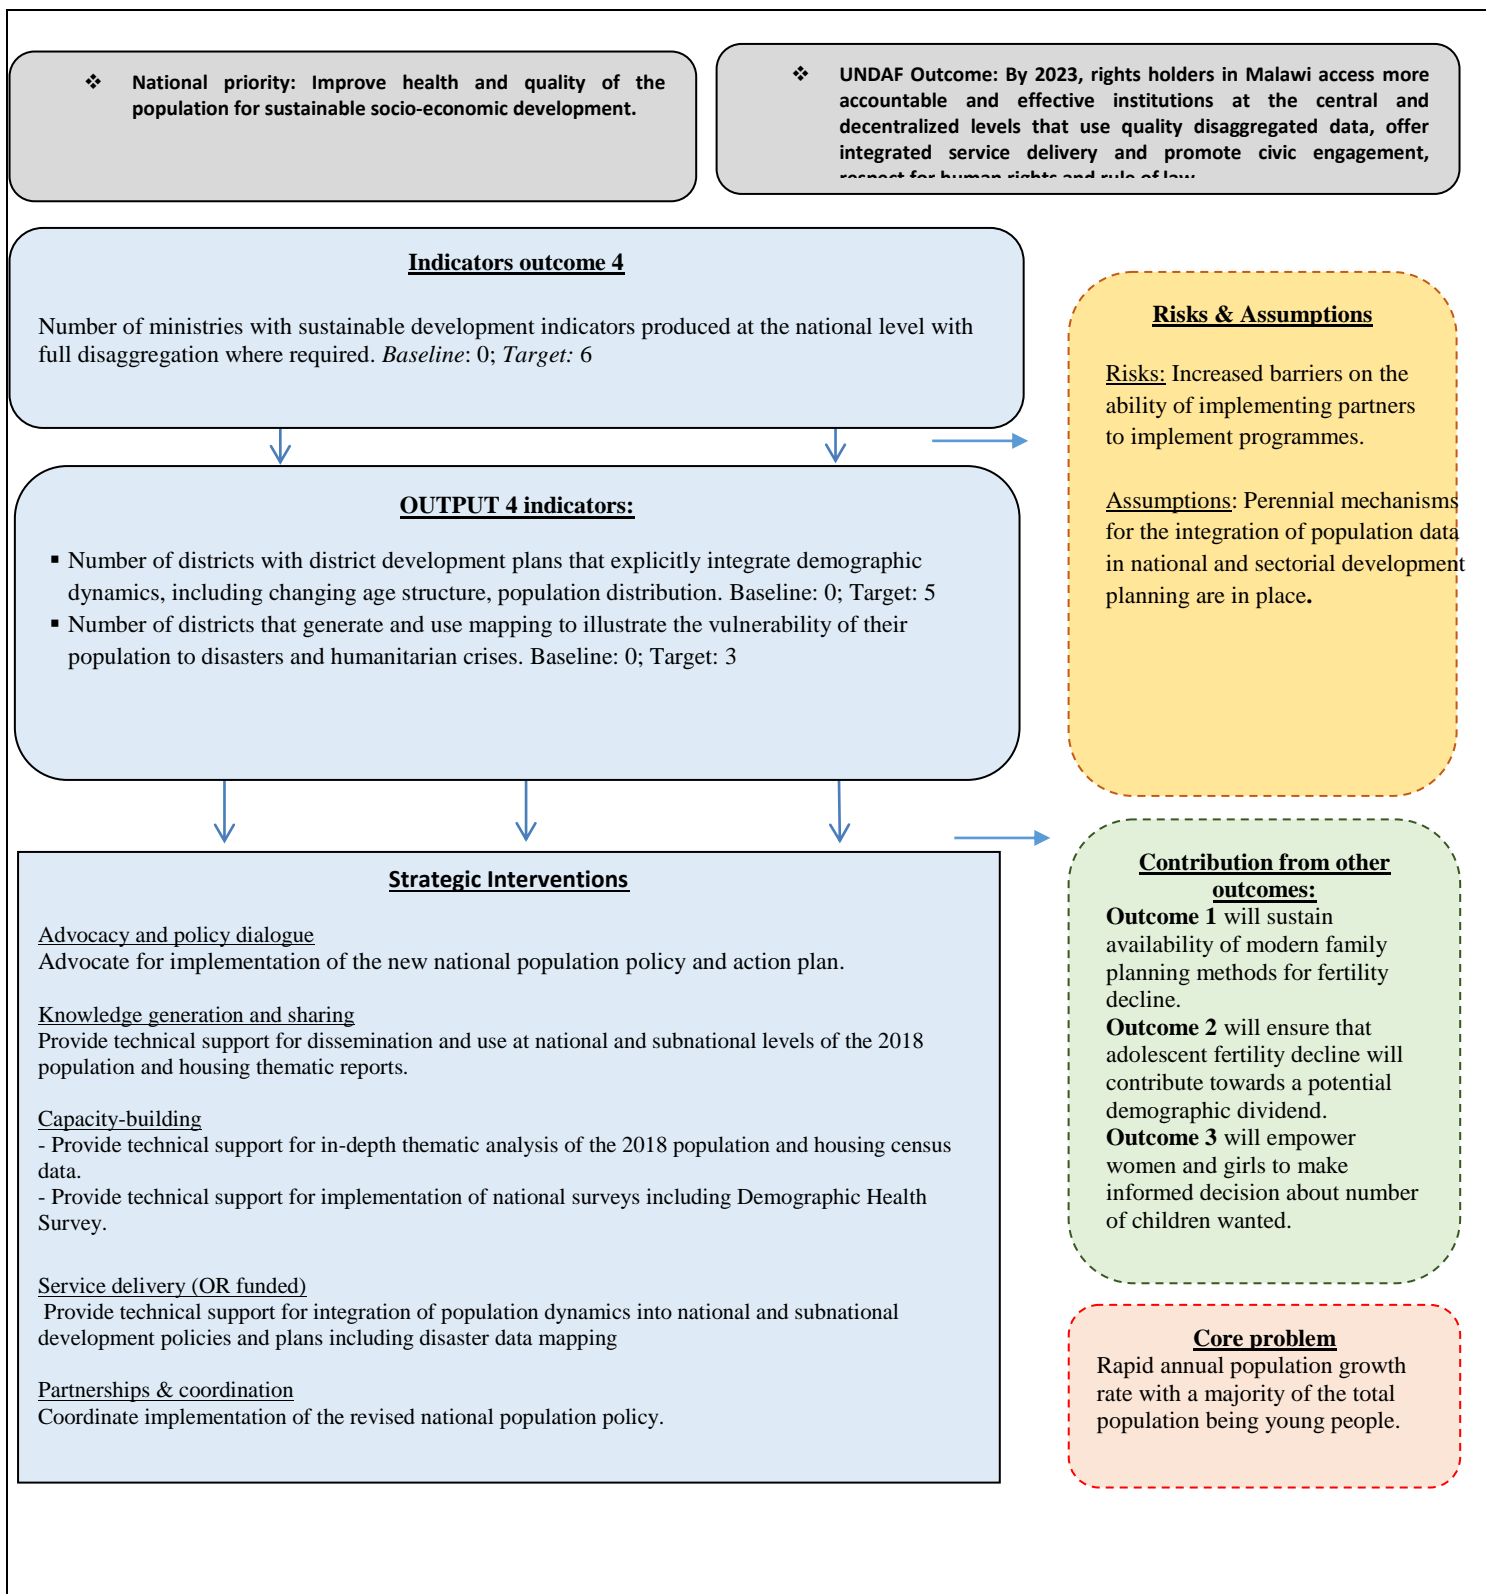 ❖ National priority: Improve health and quality of the
population for sustainable socio-economic development.
❖ UNDAF Outcome: By 2023, rights holders in Malawi access more
accountable and effective institutions at the central and
decentralized levels that use quality disaggregated data, offer
integrated service delivery and promote civic engagement,
respect for human rights and rule of law
Indicators outcome 4
Number of ministries with sustainable development indicators produced at the national level with
full disaggregation where required. Baseline: 0; Target: 6
OUTPUT 4 indicators:
▪ Number of districts with district development plans that explicitly integrate demographic
dynamics, including changing age structure, population distribution. Baseline: 0; Target: 5
▪ Number of districts that generate and use mapping to illustrate the vulnerability of their
population to disasters and humanitarian crises. Baseline: 0; Target: 3
Strategic Interventions
Advocacy and policy dialogue
Advocate for implementation of the new national population policy and action plan.
Knowledge generation and sharing
Provide technical support for dissemination and use at national and subnational levels of the 2018
population and housing thematic reports.
Capacity-building
- Provide technical support for in-depth thematic analysis of the 2018 population and housing census
data.
- Provide technical support for implementation of national surveys including Demographic Health
Survey.
Service delivery (OR funded)
Provide technical support for integration of population dynamics into national and subnational
development policies and plans including disaster data mapping
Partnerships & coordination
Coordinate implementation of the revised national population policy.
Risks & Assumptions
Risks: Increased barriers on the
ability of implementing partners
to implement programmes.
Assumptions: Perennial mechanisms
for the integration of population data
in national and sectorial development
planning are in place.
Contribution from other
outcomes:
Outcome 1 will sustain
availability of modern family
planning methods for fertility
decline.
Outcome 2 will ensure that
adolescent fertility decline will
contribute towards a potential
demographic dividend.
Outcome 3 will empower
women and girls to make
informed decision about number
of children wanted.
Core problem
Rapid annual population growth
rate with a majority of the total
population being young people.